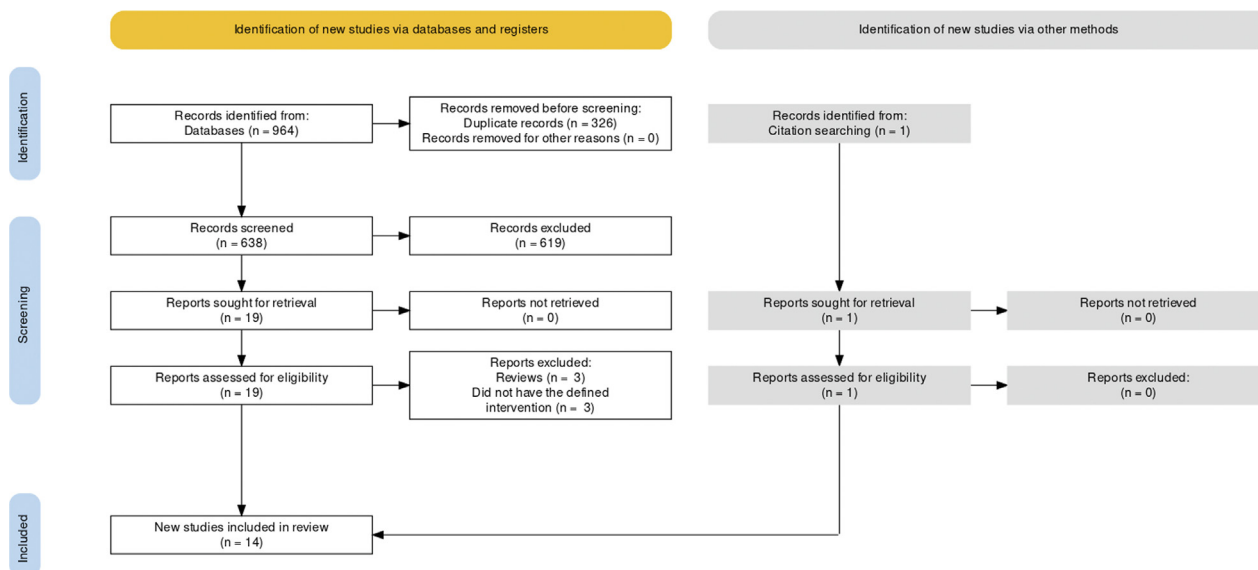 Identification of new studies via databases and registers
Identification of new studies via other methods
Identification
Records identified from:
Databases (n = 964)
Records removed before screening:
Duplicate records (n = 326)
Records removed for other reasons (n = 0)
Records identified from:
Citation searching (n = 1)
Screening
Records screened
(n = 638)
Records excluded
(n = 619)
Reports sought for retrieval
(n = 19)
Reports not retrieved
(n = 0)
Reports sought for retrieval
(n = 1)
Reports not retrieved
(n = 0)
Reports assessed for eligibility
(n = 19)
Reports excluded:
Reviews (n = 3)
Did not have the defined
intervention (n = 3)
Reports assessed for eligibility
(n = 1)
Reports excluded:
(n = 0)
Included
New studies included in review
(n = 14)